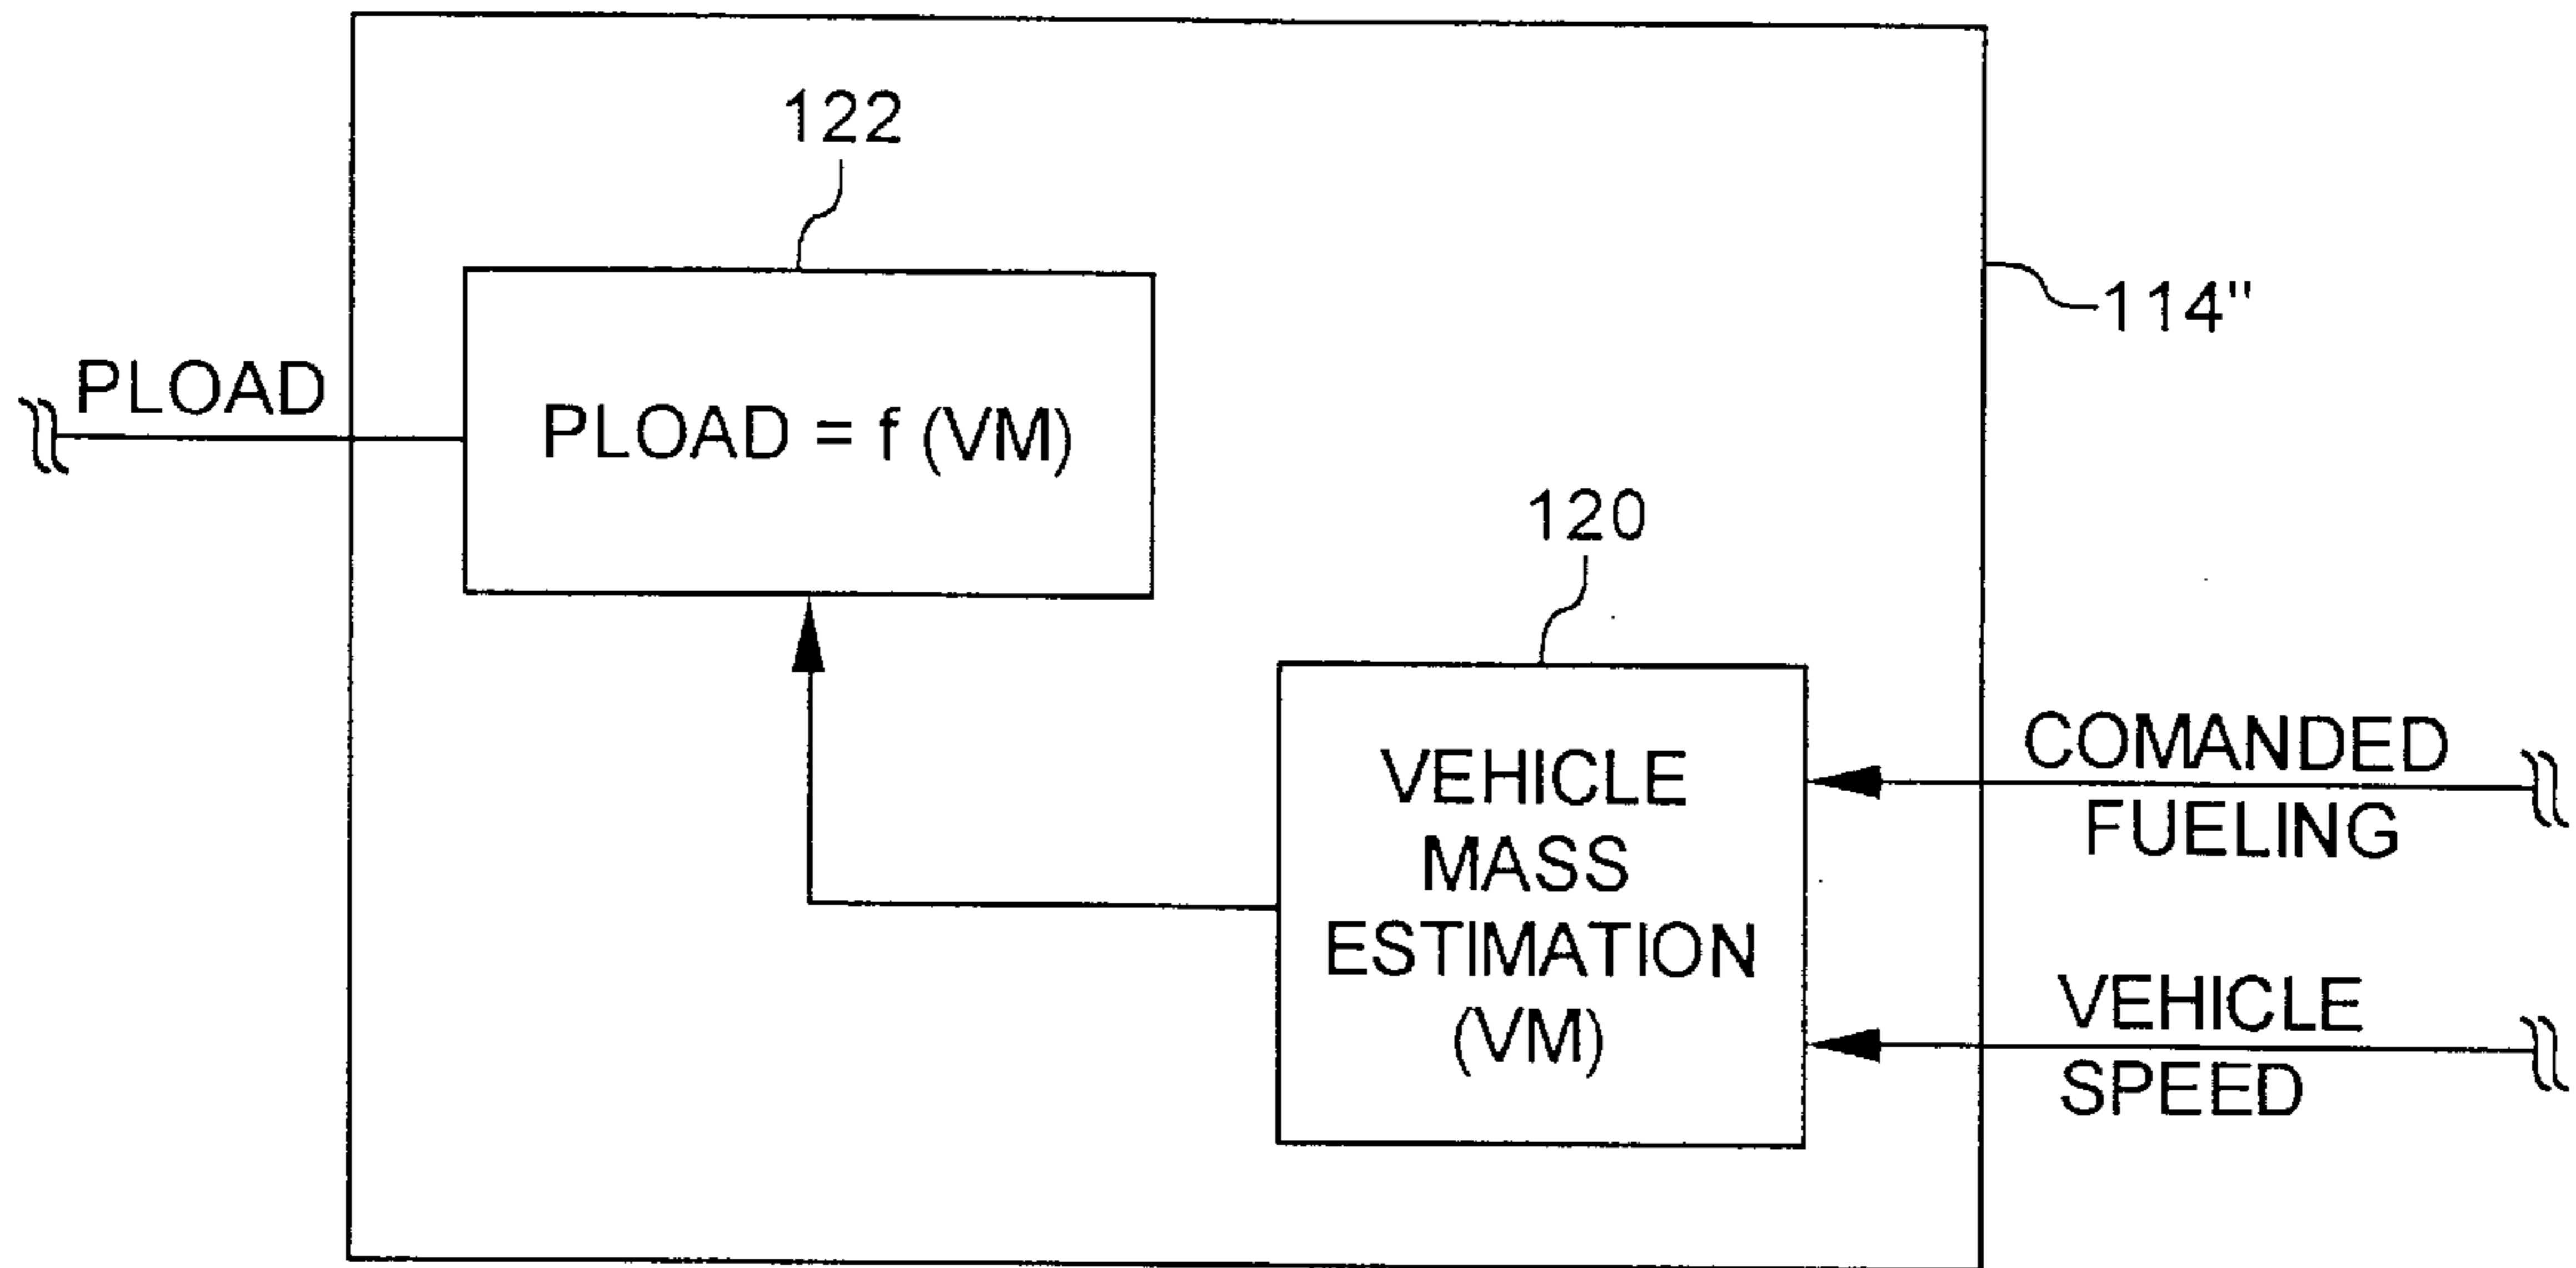 122
114"
PLOAD
PLOAD = f (VM)
120
VEHICLE
MASS
ESTIMATION
(VM)
COMANDED
FUELING
VEHICLE
SPEED